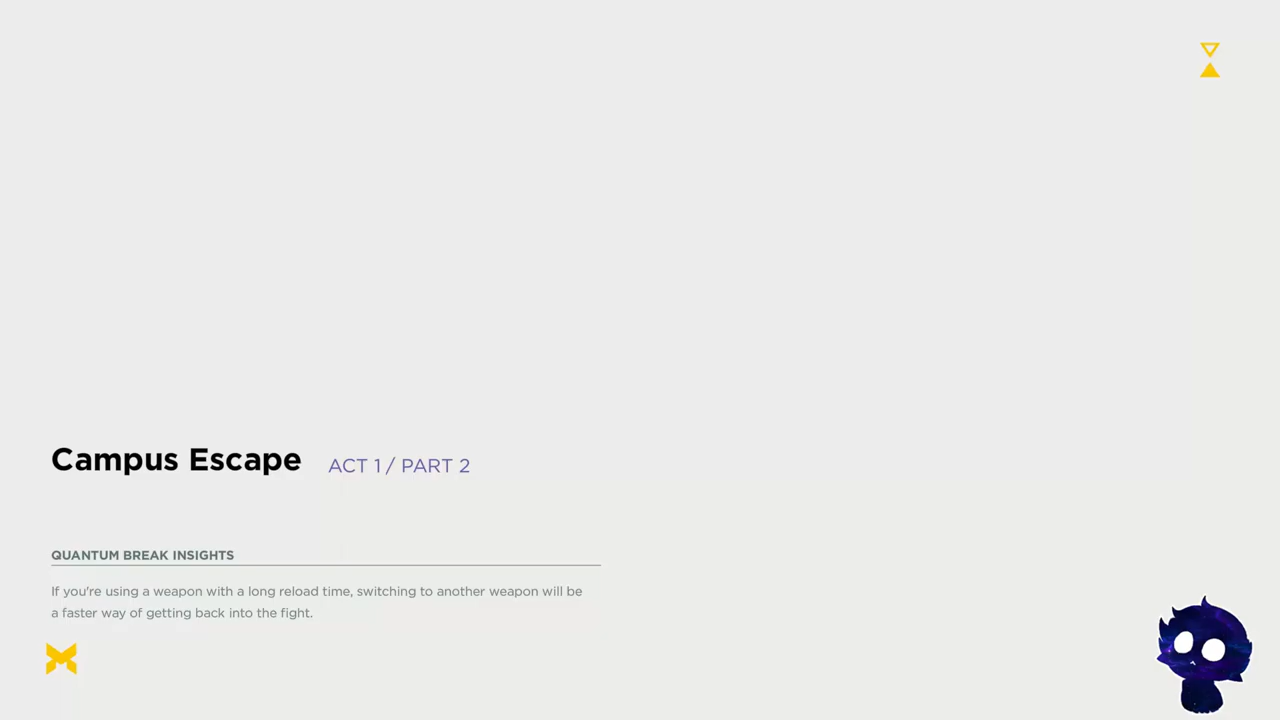 Campus Escape ACT 1 / PART 2
QUANTUM BREAK INSIGHTS
If you're using a weapon with a long reload time, switching to another weapon will be
a faster way of getting back into the fight.